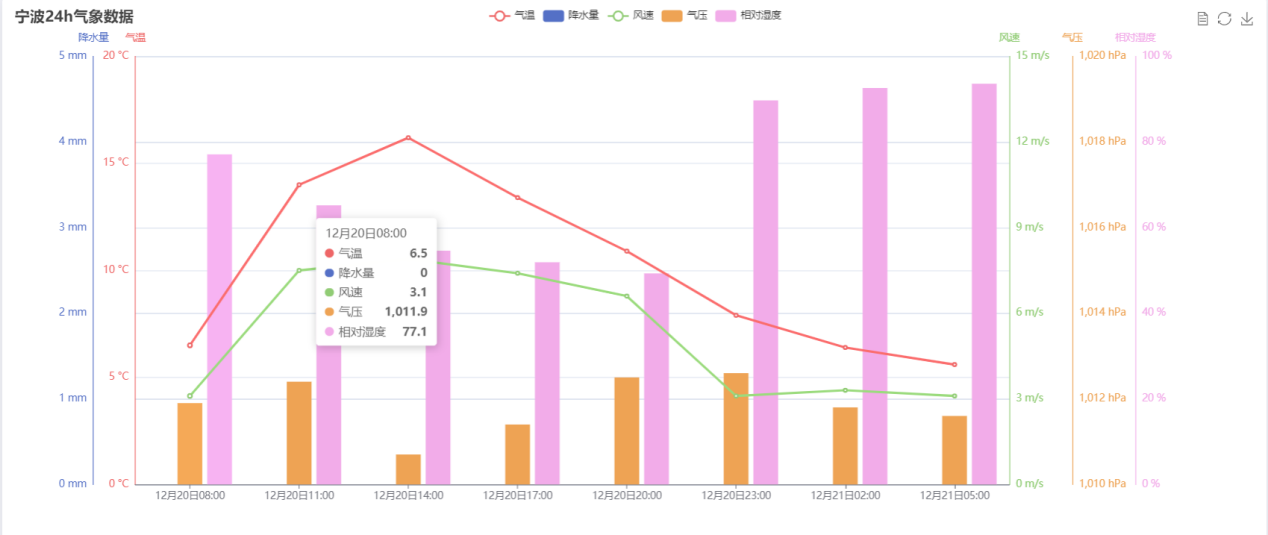 宁波24h气象数据
气温 降水量 风速 气压 相对湿度
降水量 气温 风速 气压 相对湿度
5 mm 20 °C 15 m/s 1,020 hPa 100 %
4 mm 12 m/s 1,018 hPa 80 %
15 °C
3 mm 9 m/s 1,016 hPa 60 %
12月20日08:00
气温 6.5
降水量 0
风速 3.1
气压 1,011.9
相对湿度 77.1
10 °C
2 mm 6 m/s 1,014 hPa 40 %
5 °C
1 mm 3 m/s 1,012 hPa 20 %
0 mm 0 °C 0 m/s 1,010 hPa 0 %
12月20日08:00 12月20日11:00 12月20日14:00 12月20日17:00 12月20日20:00 12月20日23:00 12月21日02:00 12月21日05:00